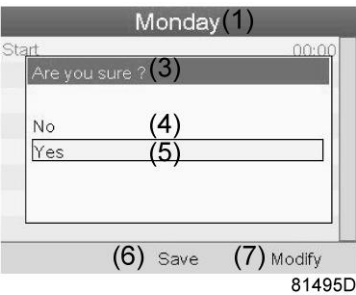 Monday(1)
Start 00:00
Are you sure ?(3)
No (4)
Yes (5)
(6) Save (7) Modify
81495D